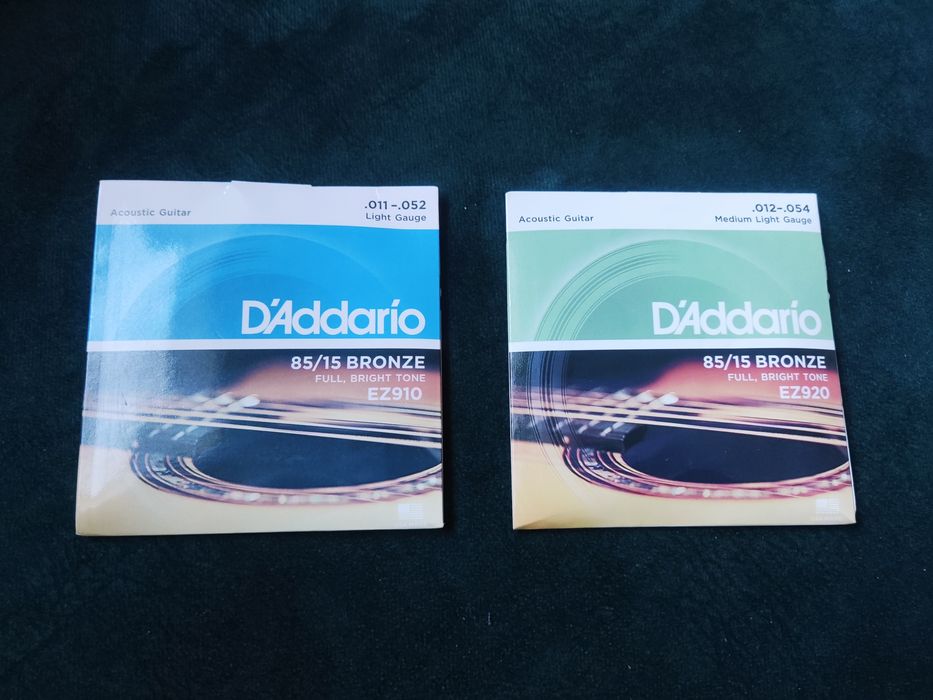 Acoustic Guitar
.011–.052
Light Gauge
D'Addario
85/15 BRONZE
FULL, BRIGHT TONE
EZ910
Acoustic Guitar
.012–.054
Medium Light Gauge
D'Addario
85/15 BRONZE
FULL, BRIGHT TONE
EZ920